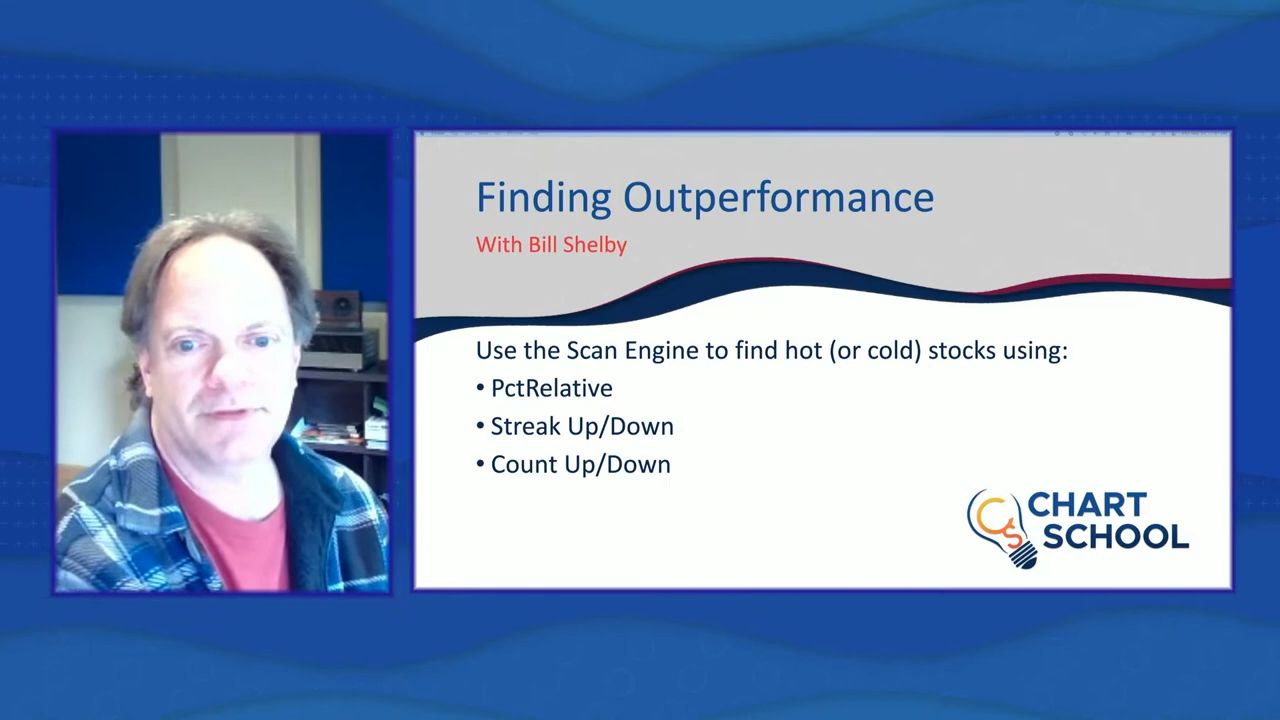 Finding Outperformance
With Bill Shelby
Use the Scan Engine to find hot (or cold) stocks using:
• PctRelative
• Streak Up/Down
• Count Up/Down
CS
CHART
SCHOOL